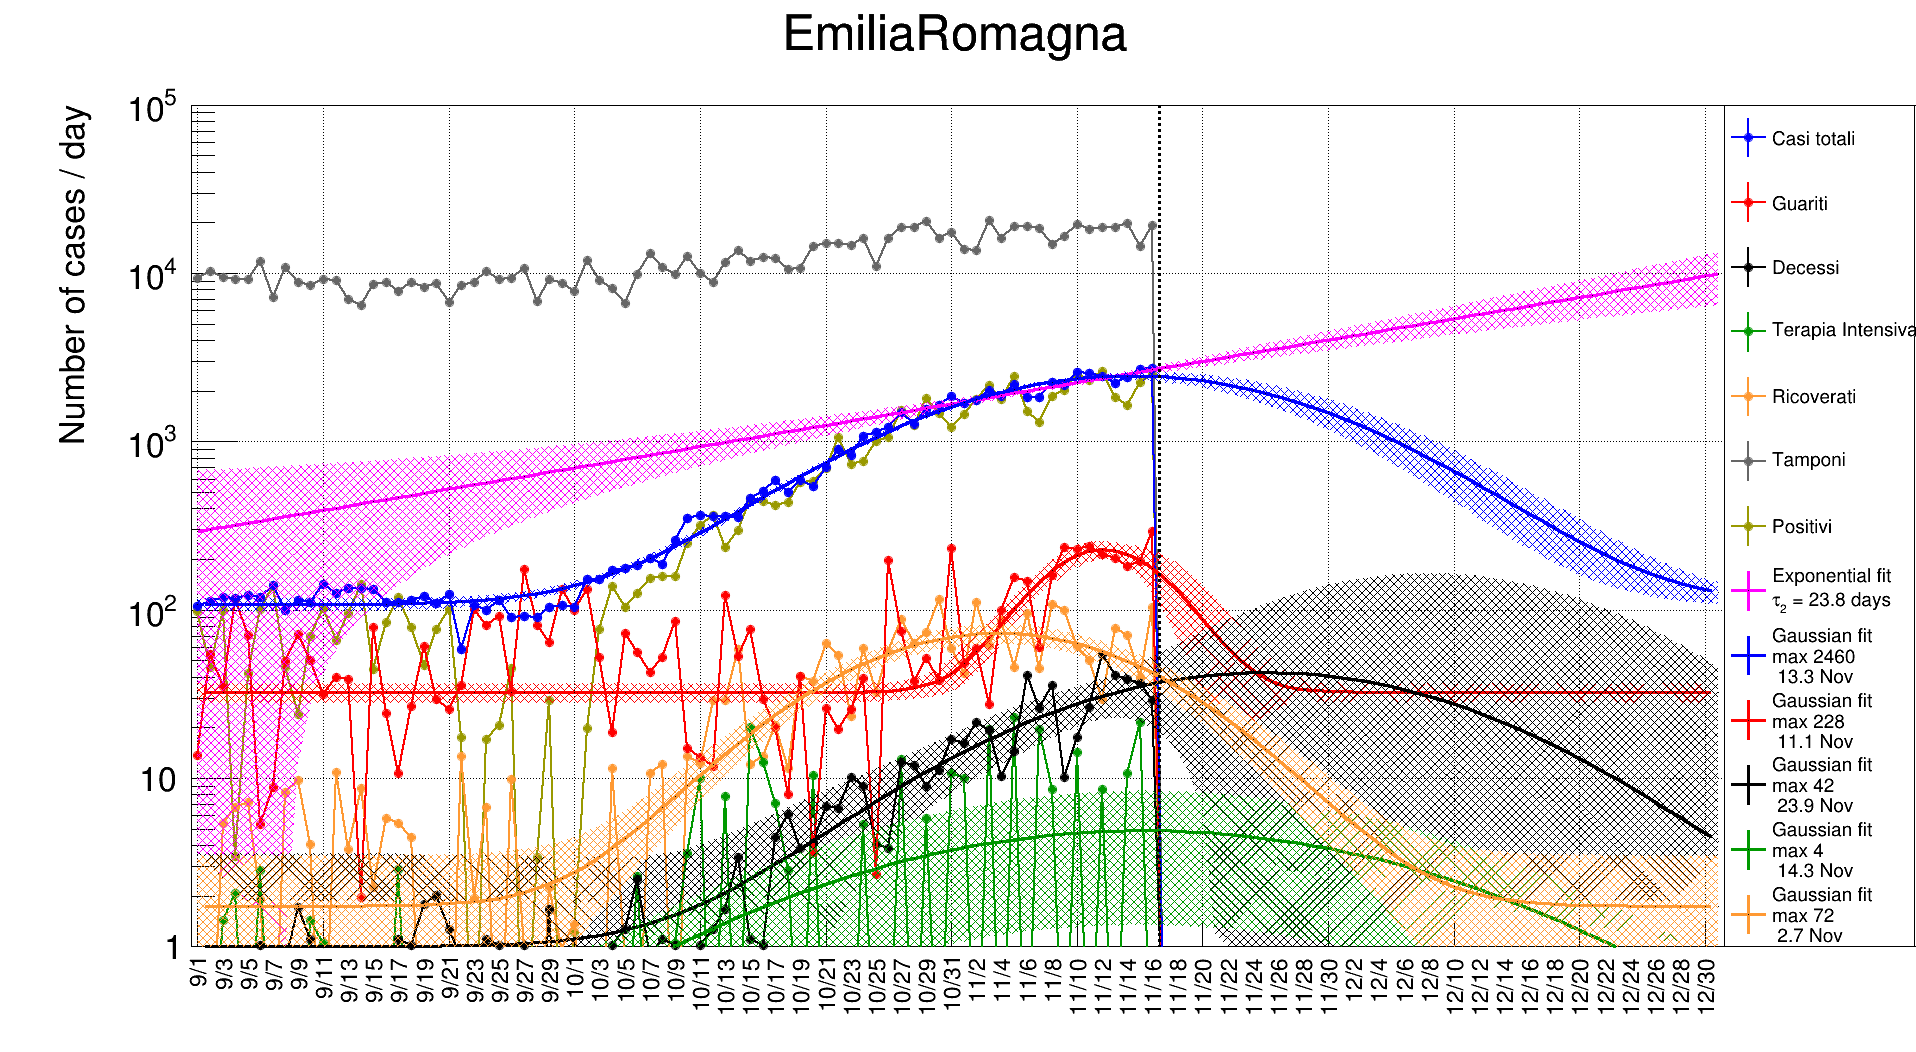 EmiliaRomagna
Number of cases / day
10^5
10^4
10^3
10^2
10
1
9/1 9/3 9/5 9/7 9/9 9/11 9/13 9/15 9/17 9/19 9/21 9/23 9/25 9/27 9/29 10/1 10/3 10/5 10/7 10/9 10/11 10/13 10/15 10/17 10/19 10/21 10/23 10/25 10/27 10/29 10/31 11/2 11/4 11/6 11/8 11/10 11/12 11/14 11/16 11/18 11/20 11/22 11/24 11/26 11/28 11/30 12/2 12/4 12/6 12/8 12/10 12/12 12/14 12/16 12/18 12/20 12/22 12/24 12/26 12/28 12/30
Casi totali
Guariti
Decessi
Terapia Intensiva
Ricoverati
Tamponi
Positivi
Exponential fit
τ2 = 23.8 days
Gaussian fit
max 2460
13.3 Nov
Gaussian fit
max 228
11.1 Nov
Gaussian fit
max 42
23.9 Nov
Gaussian fit
max 4
14.3 Nov
Gaussian fit
max 72
2.7 Nov